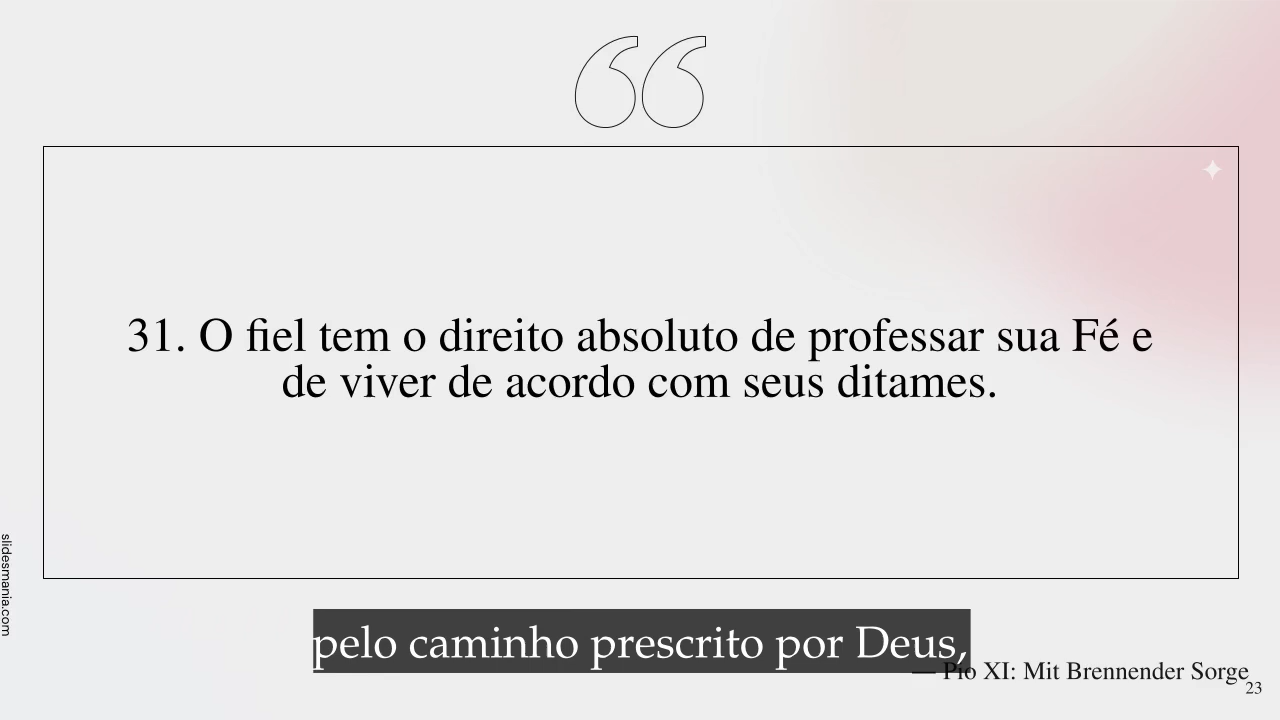 “
31. O fiel tem o direito absoluto de professar sua Fé e
de viver de acordo com seus ditames.
slidesmania.com
pelo caminho prescrito por Deus,
— Pio XI: Mit Brennender Sorge
23